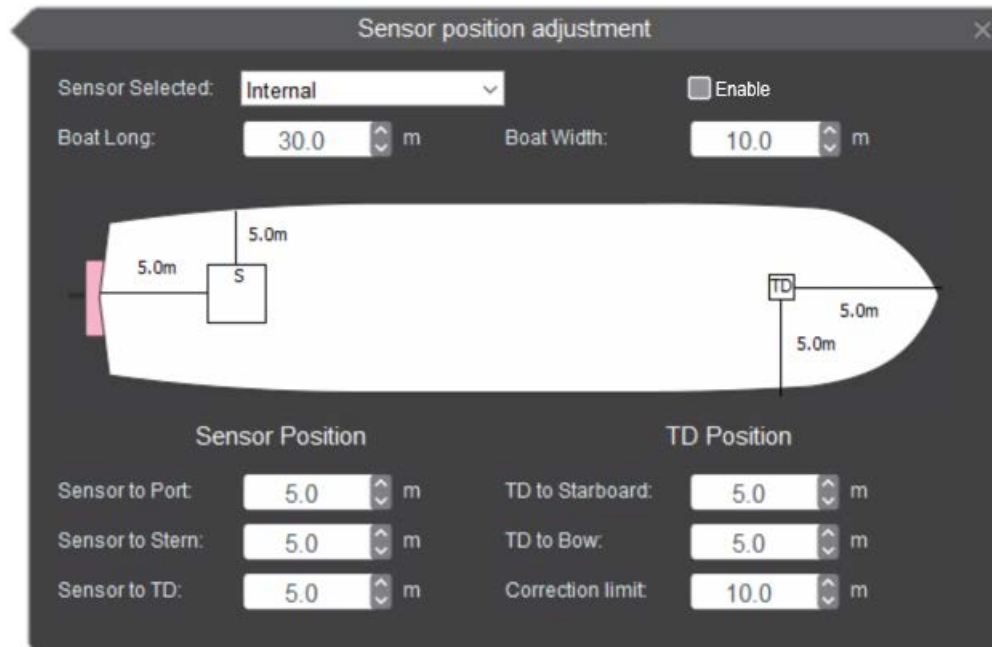 Sensor position adjustment
Sensor Selected: Internal Enable
Boat Long: 30.0 m Boat Width: 10.0 m
5.0m
5.0m S
TD
5.0m
5.0m
Sensor Position TD Position
Sensor to Port: 5.0 m TD to Starboard: 5.0 m
Sensor to Stern: 5.0 m TD to Bow: 5.0 m
Sensor to TD: 5.0 m Correction limit: 10.0 m